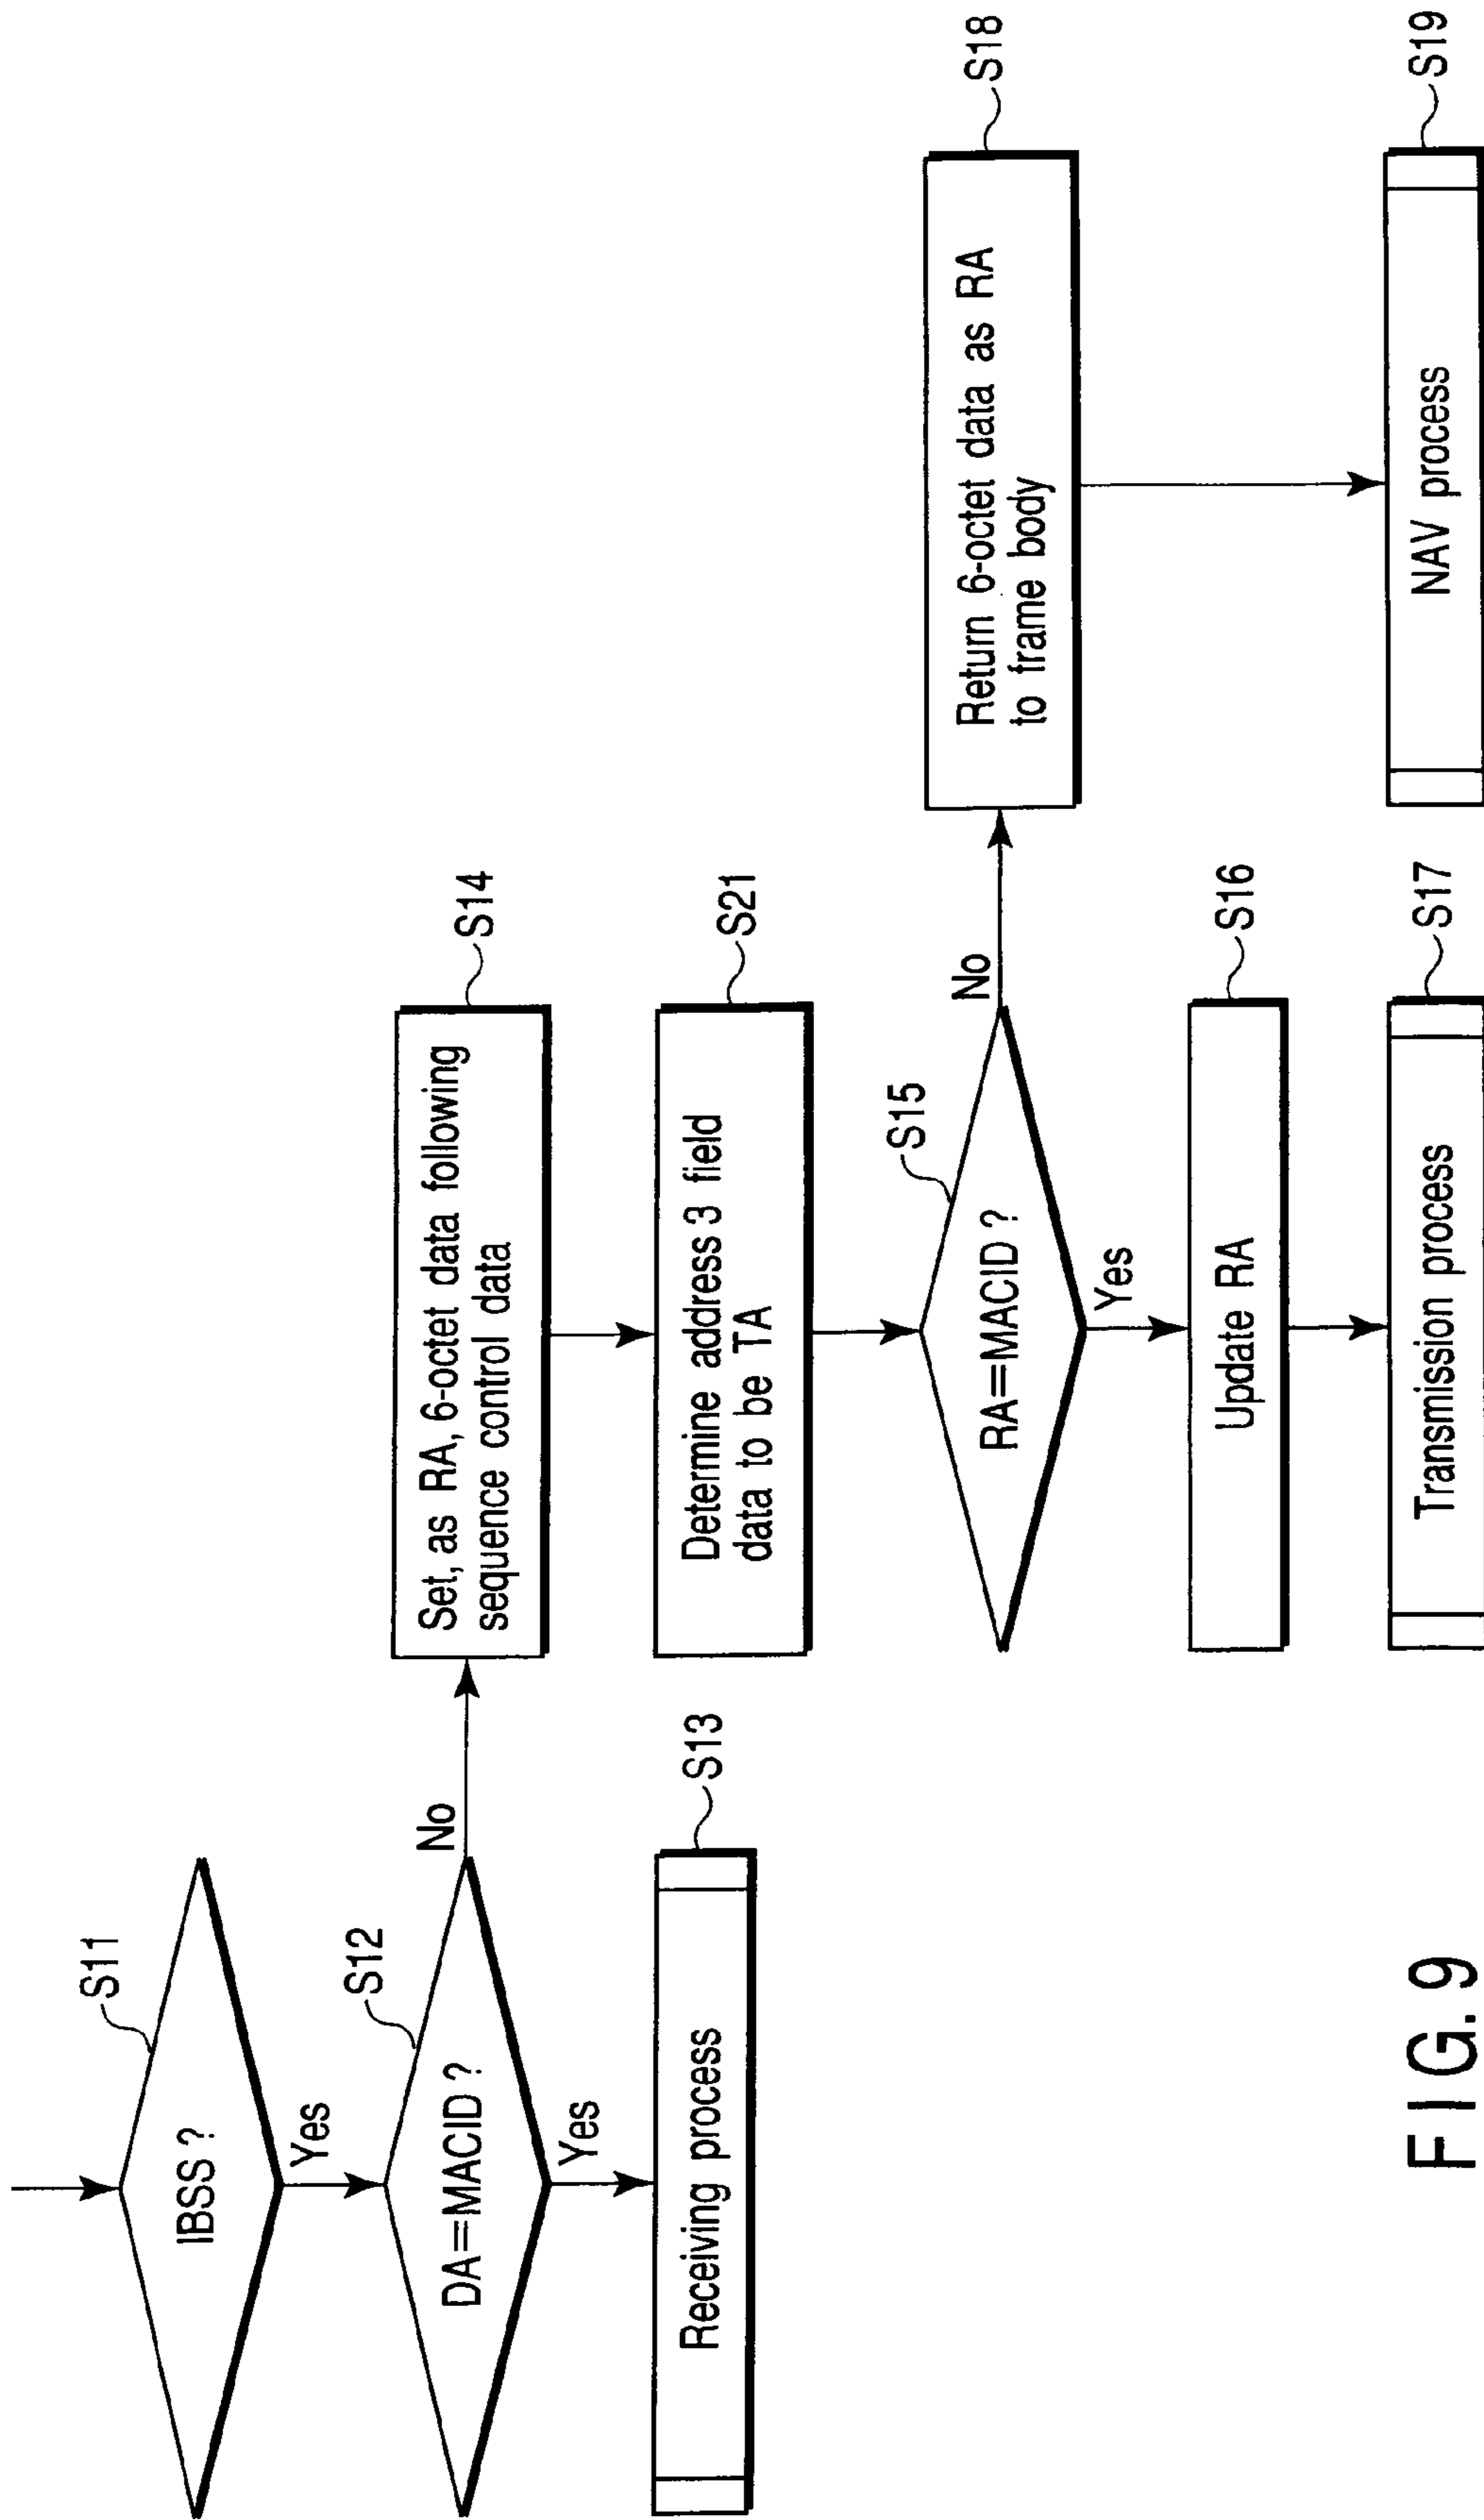 S11
IBSS ?
Yes
S12
DA=MACID ?
No
Yes
S13
Receiving process
S14
Set, as RA, 6-octet data following
sequence control data
S21
Determine address 3 field
data to be TA
S15
RA=MACID ?
No
Yes
S16
Update RA
S17
Transmission process
S18
Return 6-octet data as RA
to frame body
S19
NAV process
FIG. 9